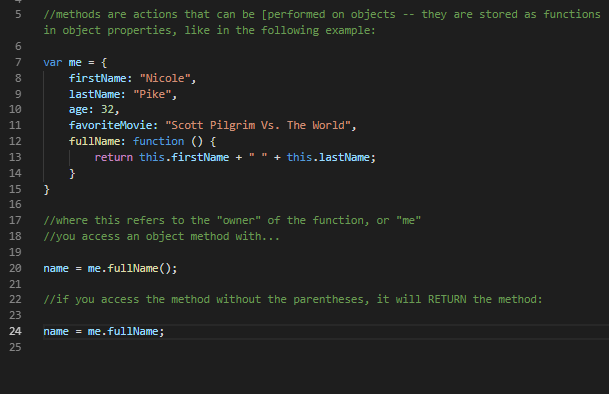 5 //methods are actions that can be [performed on objects -- they are stored as functions
in object properties, like in the following example:
6
7 var me = {
8 firstName: "Nicole",
9 lastName: "Pike",
10 age: 32,
11 favoriteMovie: "Scott Pilgrim Vs. The World",
12 fullName: function () {
13 return this.firstName + " " + this.lastName;
14 }
15 }
16
17 //where this refers to the "owner" of the function, or "me"
18 //you access an object method with...
19
20 name = me.fullName();
21
22 //if you access the method without the parentheses, it will RETURN the method:
23
24 name = me.fullName;
25